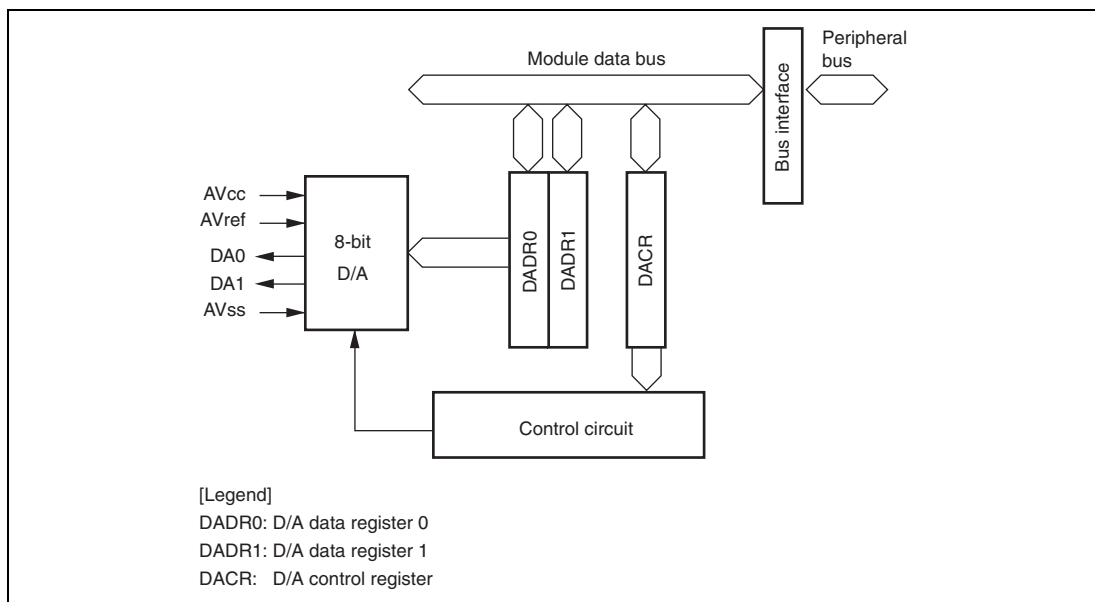 Peripheral
bus
Module data bus
Bus interface
AVcc
AVref
DA0
DA1
AVss
8-bit
D/A
DADR0
DADR1
DACR
Control circuit
[Legend]
DADR0: D/A data register 0
DADR1: D/A data register 1
DACR: D/A control register